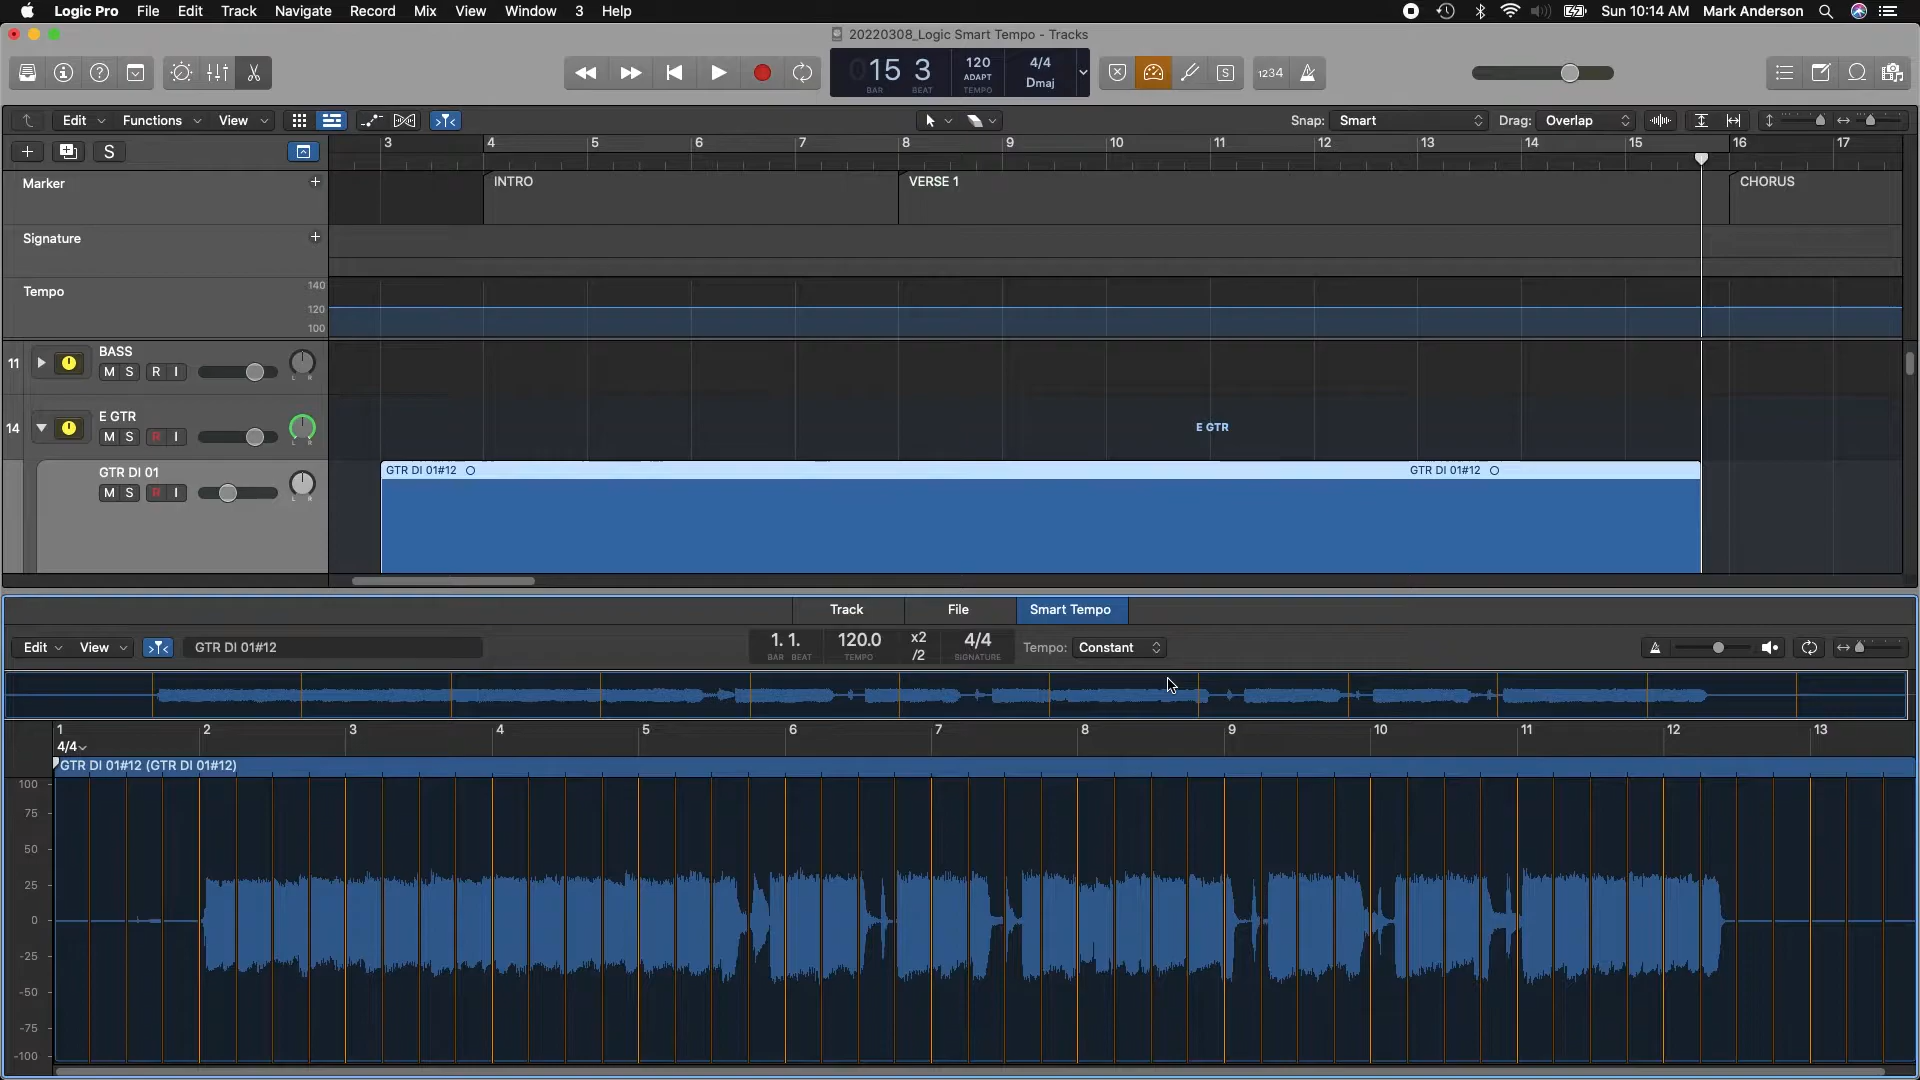 Logic Pro File Edit Track Navigate Record Mix View Window 3 Help Sun 10:14 AM Mark Anderson
20220308_Logic Smart Tempo - Tracks
15 3 120 4/4
ADAPT Dmaj
BAR BEAT TEMPO
S 1234
Edit Functions View Snap: Smart Drag: Overlap
S 3 4 5 6 7 8 9 10 11 12 13 14 15 16 17
Marker + INTRO VERSE 1 CHORUS
Signature +
Tempo 140
120
100
11 BASS
M S R I L R
14 E GTR E GTR
M S R I L R
GTR DI 01 GTR DI 01#12 GTR DI 01#12
M S R I L R
Track File Smart Tempo
Edit View GTR DI 01#12 1. 1. 120.0 x2 4/4 Tempo: Constant
BAR BEAT TEMPO /2 SIGNATURE
1 2 3 4 5 6 7 8 9 10 11 12 13
4/4
GTR DI 01#12 (GTR DI 01#12)
100
75
50
25
0
-25
-50
-75
-100